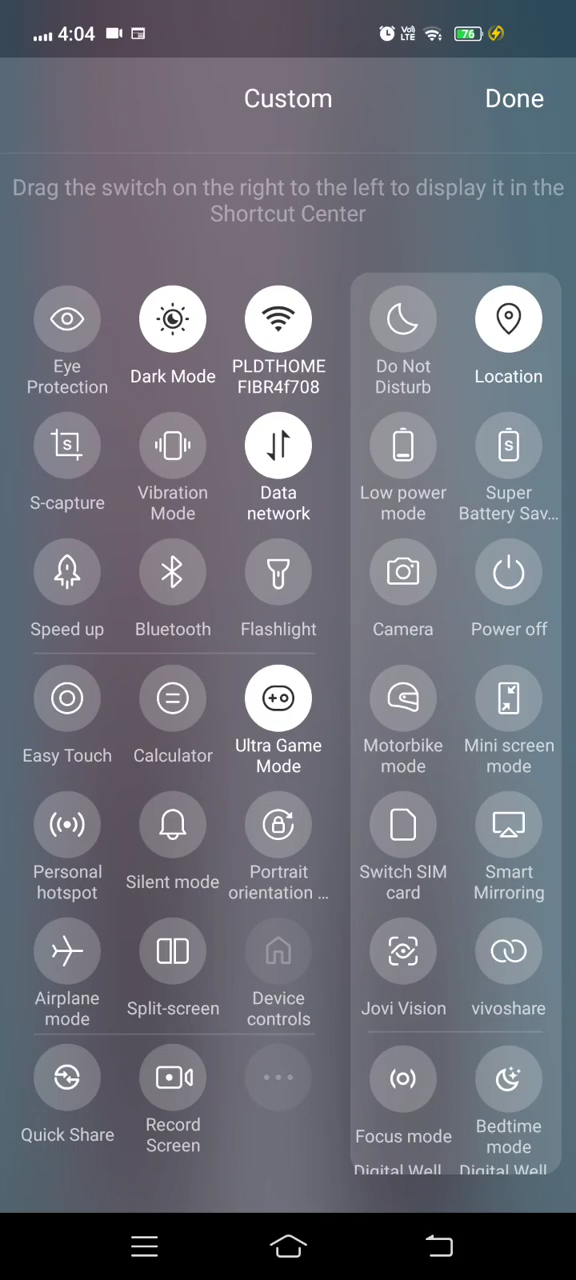 4:04
Vo) LTE
76
Custom
Done
Drag the switch on the right to the left to display it in the
Shortcut Center
Eye
Protection
Dark Mode
PLDTHOME
FIBR4f708
Do Not
Disturb
Location
S-capture
Vibration
Mode
Data
network
Low power
mode
Super
Battery Sav...
Speed up
Bluetooth
Flashlight
Camera
Power off
Easy Touch
Calculator
Ultra Game
Mode
Motorbike
mode
Mini screen
mode
Personal
hotspot
Silent mode
Portrait
orientation ...
Switch SIM
card
Smart
Mirroring
Airplane
mode
Split-screen
Device
controls
Jovi Vision
vivoshare
Quick Share
Record
Screen
Focus mode
Digital Well
Bedtime
mode
Digital Well